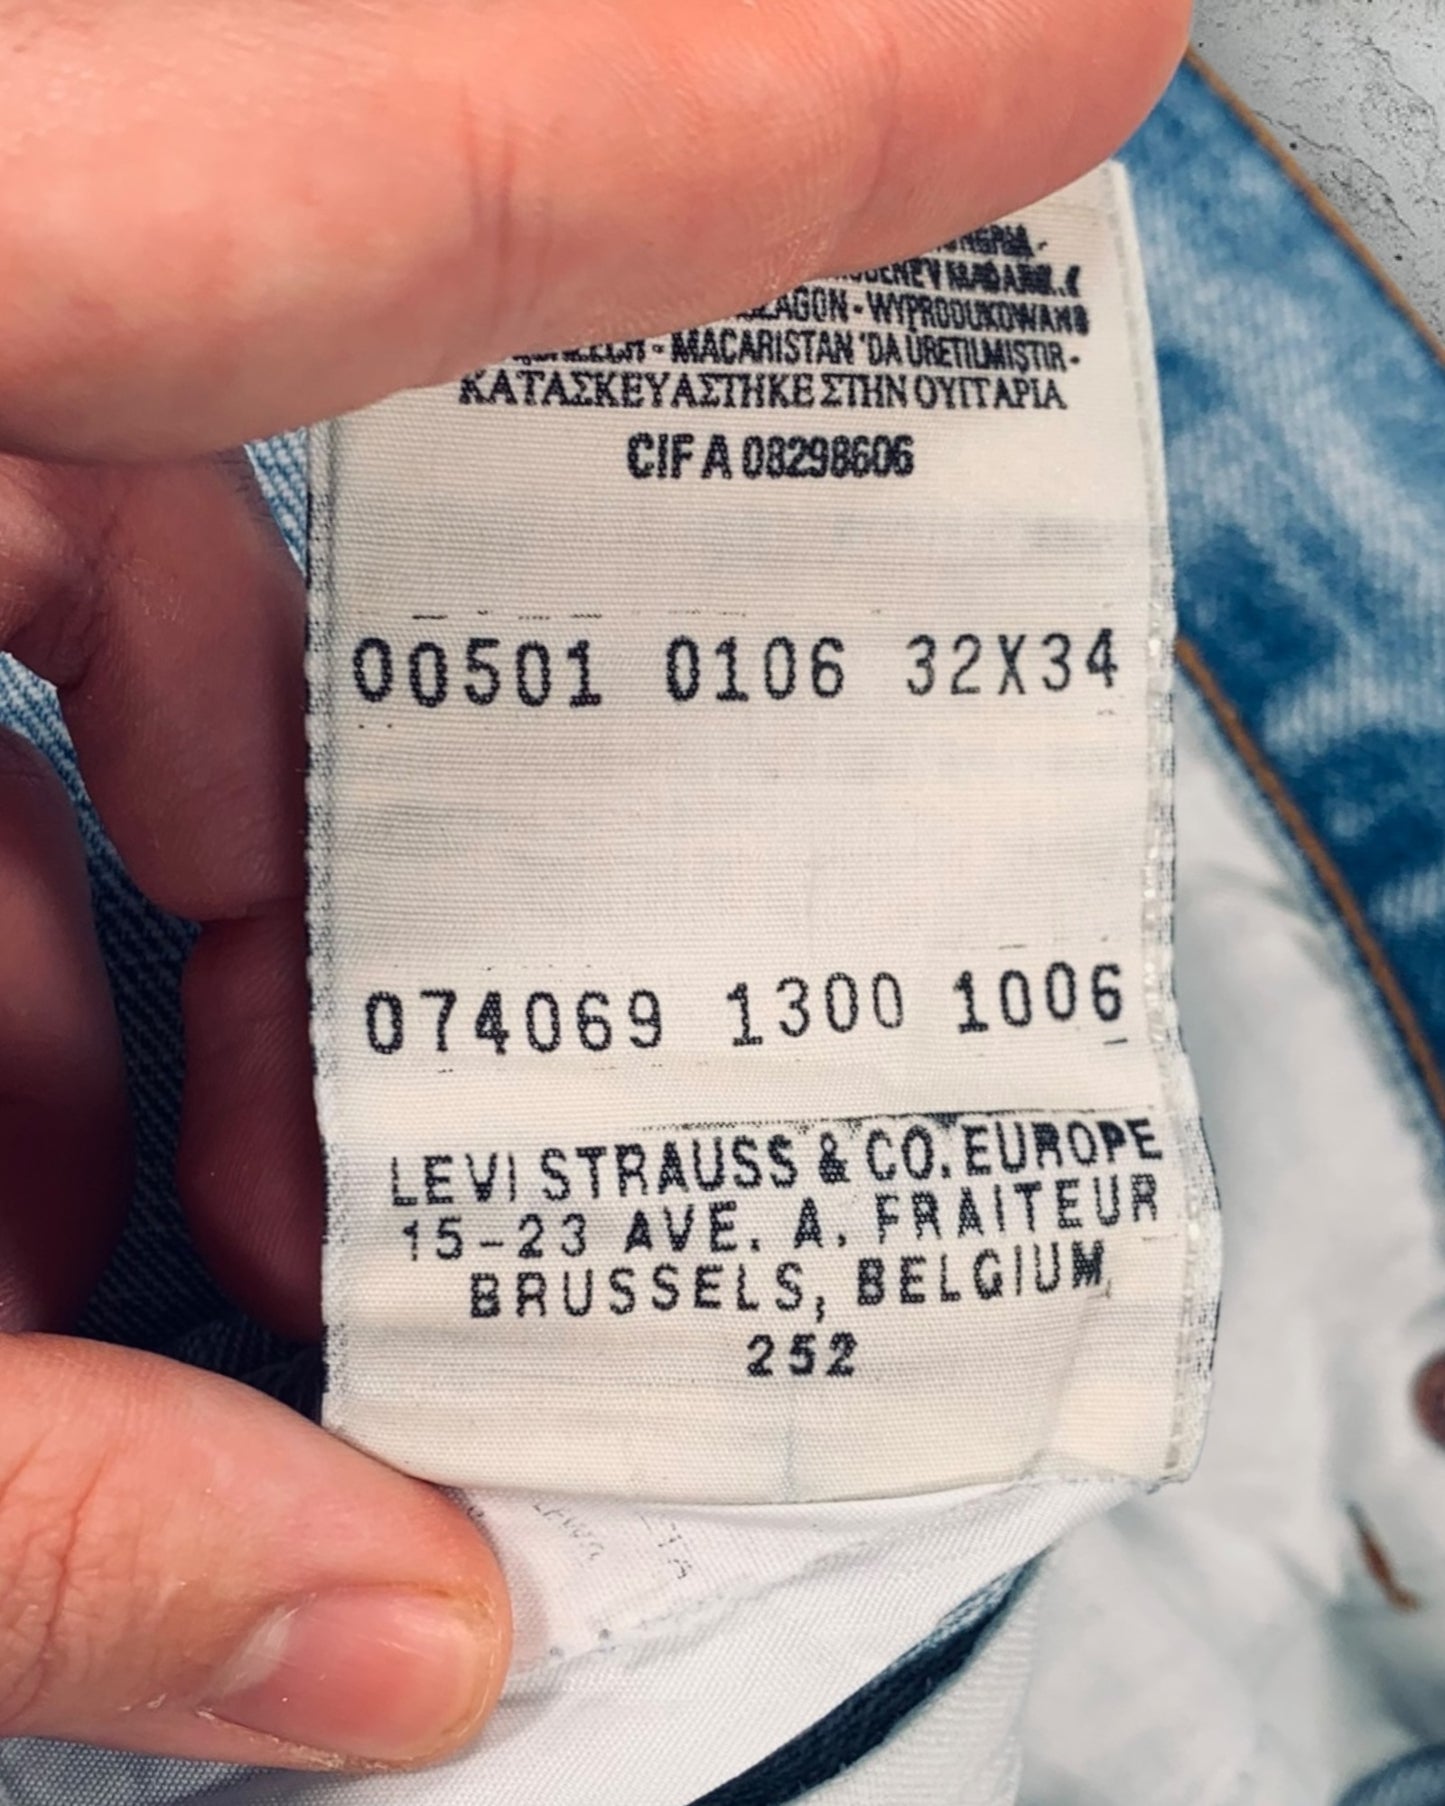 - WYPRODUKOWANO
- MACARISTAN 'DA ÜRETİLMİŞTİR -
ΚΑΤΑΣΚΕΥΑΣΤΗΚΕ ΣΤΗΝ ΟΥΓΓΑΡΙΑ
CIF A 08298606
00501 0106 32X34
074069 1300 1006
LEVI STRAUSS & CO. EUROPE
15-23 AVE. A. FRAITEUR
BRUSSELS, BELGIUM
252